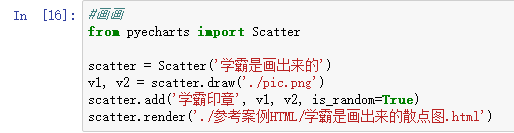 In [16]:
#画画
from pyecharts import Scatter
scatter = Scatter('学霸是画出来的')
v1, v2 = scatter.draw('./pic.png')
scatter.add('学霸印章', v1, v2, is_random=True)
scatter.render('./参考案例HTML/学霸是画出来的散点图.html')